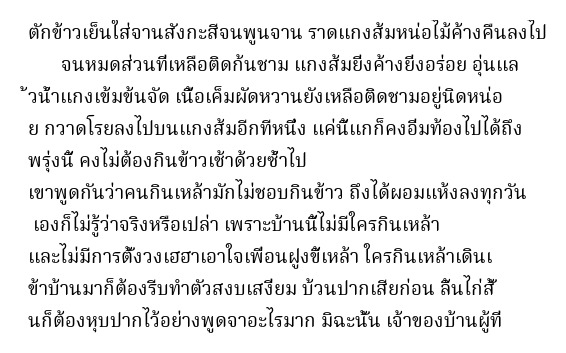 ตักข้าวเย็นใส่จานสังกะสีจนพูนจาน ราดแกงส้มหน่อไม้ค้างคืนลงไป
จนหมดส่วนที่เหลือติดก้นชาม แกงส้มยิ่งค้างยิ่งอร่อย อุ่นแล
้วน้ำแกงเข้มข้นจัด เนื้อเค็มผัดหวานยังเหลือติดชามอยู่นิดหน่อ
ย กวาดโรยลงไปบนแกงส้มอีกทีหนึ่ง แค่นี้แกก็คงอิ่มท้องไปได้ถึง
พรุ่งนี้ คงไม่ต้องกินข้าวเช้าด้วยซ้ำไป
เขาพูดกันว่าคนกินเหล้ามักไม่ชอบกินข้าว ถึงได้ผอมแห้งลงทุกวัน
เองก็ไม่รู้ว่าจริงหรือเปล่า เพราะบ้านนี้ไม่มีใครกินเหล้า
และไม่มีการตั้งวงเฮฮาเอาใจเพื่อนฝูงขี้เหล้า ใครกินเหล้าเดินเ
ข้าบ้านมาก็ต้องรีบทำตัวสงบเสงี่ยม บ้วนปากเสียก่อน ลิ้นไก่สั้
นก็ต้องหุบปากไว้อย่างพูดจาอะไรมาก มิฉะนั้น เจ้าของบ้านผู้ที่